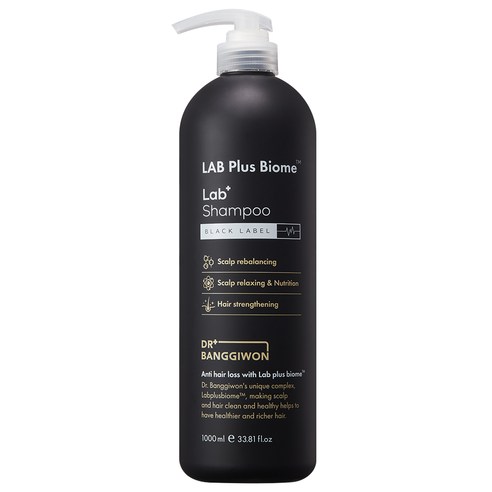 LAB Plus Biome™
Lab+
Shampoo
BLACK LABEL
Scalp rebalancing
Scalp relaxing & Nutrition
Hair strengthening
DR+
BANGGIWON
Anti hair loss with Lab plus biome™
Dr. Banggiwon's unique complex,
Labplusbiome™, making scalp
and hair clean and healthy helps to
have healthier and richer hair.
1000 ml ℮ 33.81 fl.oz